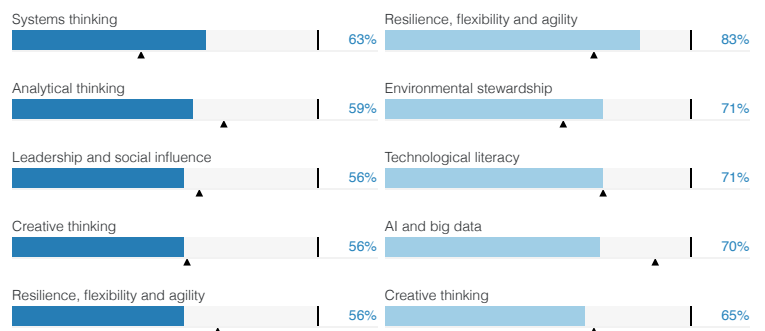 Systems thinking
63%
Analytical thinking
59%
Leadership and social influence
56%
Creative thinking
56%
Resilience, flexibility and agility
56%
Resilience, flexibility and agility
83%
Environmental stewardship
71%
Technological literacy
71%
AI and big data
70%
Creative thinking
65%